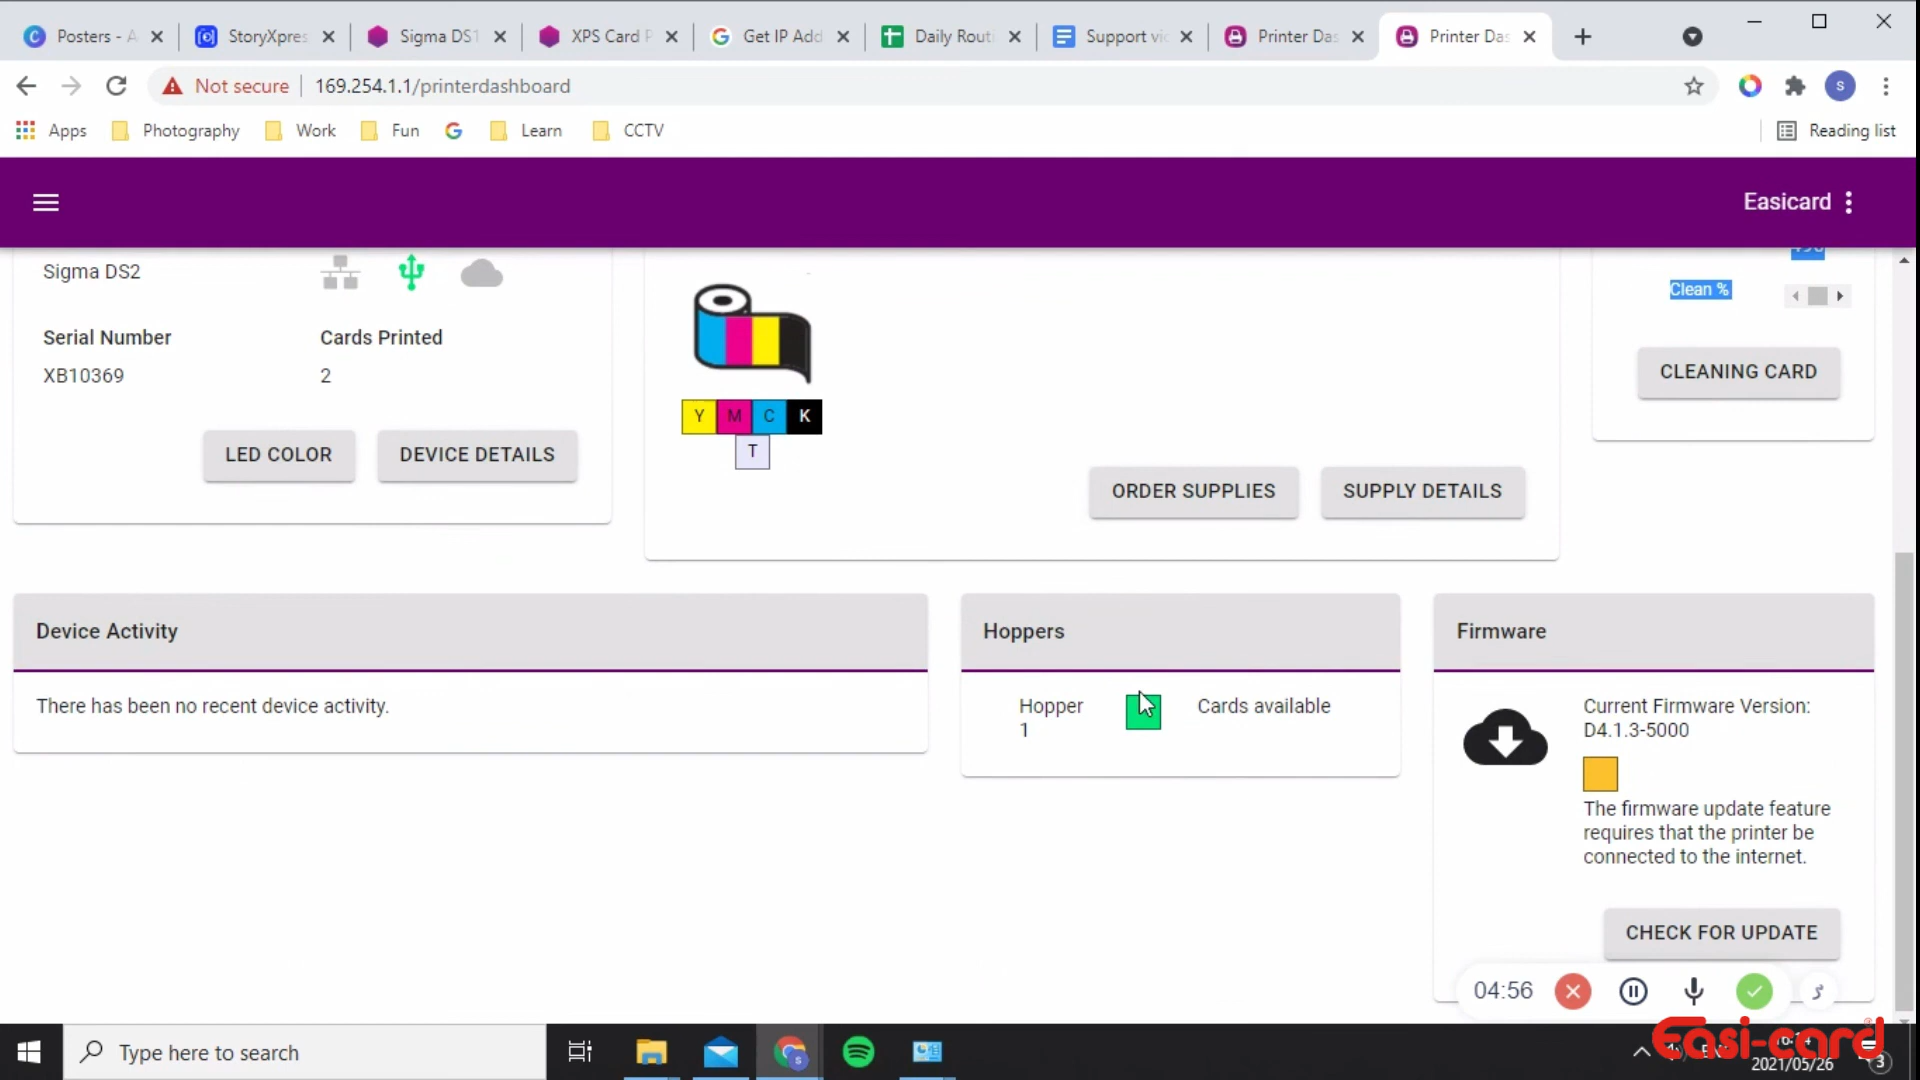 Posters - A
StoryXpres
Sigma DS1
XPS Card P
Get IP Add
Daily Routi
Support vic
Printer Das
Printer Das
Not secure
169.254.1.1/printerdashboard
S
Apps
Photography
Work
Fun
Learn
CCTV
Reading list
Easicard
Sigma DS2
Serial Number
Cards Printed
XB10369
2
LED COLOR
DEVICE DETAILS
Y M C K
T
ORDER SUPPLIES
SUPPLY DETAILS
Clean %
CLEANING CARD
Device Activity
There has been no recent device activity.
Hoppers
Hopper
1
Cards available
Firmware
Current Firmware Version:
D4.1.3-5000
The firmware update feature
requires that the printer be
connected to the internet.
CHECK FOR UPDATE
04:56
Type here to search
Easi-card
2021/05/26
3